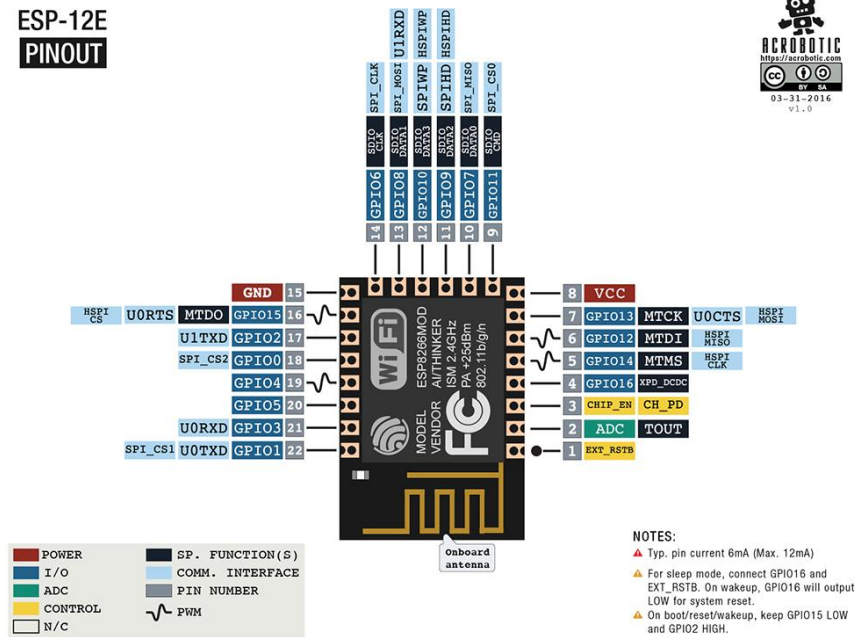 ESP-12E
PINOUT
ACROBOTIC
https://acrobotic.com
cc BY SA
03-31-2016
v1.0
SPI_CLK SPI_MOSI U1RXD SPIWP HSPIWP SPIHD HSPIHD SPI_MISO SPI_CS0
SDIO CLK SDIO DATA1 SDIO DATA3 SDIO DATA2 SDIO DATA0 SDIO CMD
GPIO6 GPIO8 GPIO10 GPIO9 GPIO7 GPIO11
14 13 12 11 10 9
GND 15
HSPI CS U0RTS MTDO GPIO15 16
U1TXD GPIO2 17
SPI_CS2 GPIO0 18
GPIO4 19
GPIO5 20
U0RXD GPIO3 21
SPI_CS1 U0TXD GPIO1 22
Wi Fi
ESP8266MOD
AI/THINKER
ISM 2.4GHz
PA +25dBm
802.11b/g/n
MODEL
VENDOR
FC
8 VCC
7 GPIO13 MTCK U0CTS HSPI MOSI
6 GPIO12 MTDI HSPI MISO
5 GPIO14 MTMS HSPI CLK
4 GPIO16 XPD_DCDC
3 CHIP_EN CH_PD
2 ADC TOUT
1 EXT_RSTB
Onboard
antenna
POWER
I/O
ADC
CONTROL
N/C
SP. FUNCTION(S)
COMM. INTERFACE
PIN NUMBER
PWM
NOTES:
Typ. pin current 6mA (Max. 12mA)
For sleep mode, connect GPIO16 and
EXT_RSTB. On wakeup, GPIO16 will output
LOW for system reset.
On boot/reset/wakeup, keep GPIO15 LOW
and GPIO2 HIGH.